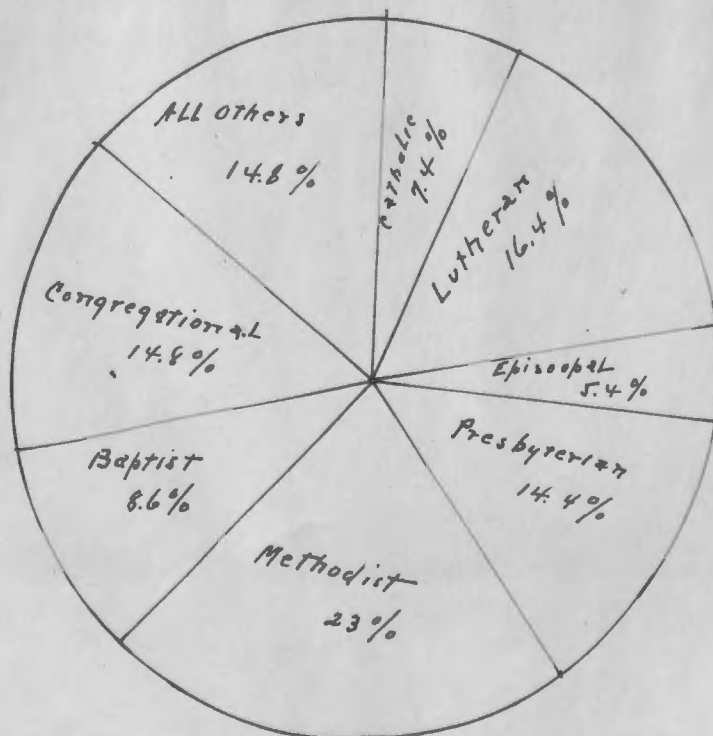 All Others
14.8 %
Catholic
7.4 %
Lutheran
16.4 %
Episcopal
5.4 %
Presbyterian
14.4 %
Methodist
23 %
Baptist
8.6 %
Congregational
14.8 %